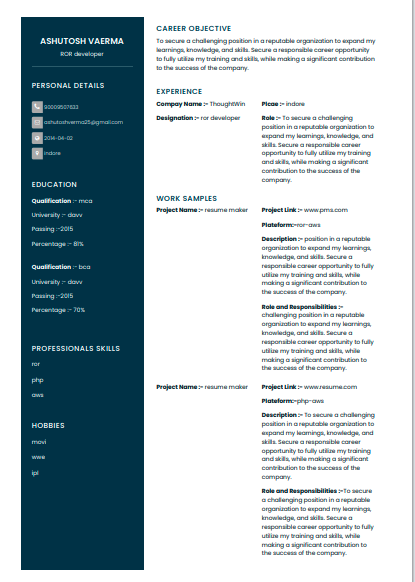 ASHUTOSH VAERMA
ROR developer
PERSONAL DETAILS
90009507633
ashutoshverma25@gmail.com
2014-04-02
indore
EDUCATION
Qualification :- mca
University :- davv
Passing :-2015
Percentage :- 81%
Qualification :- bca
University :- davv
Passing :-2015
Percentage :- 70%
PROFESSIONALS SKILLS
ror
php
aws
HOBBIES
movi
wwe
ipl
CAREER OBJECTIVE
To secure a challenging position in a reputable organization to expand my
learnings, knowledge, and skills. Secure a responsible career opportunity
to fully utilize my training and skills, while making a significant contribution
to the success of the company.
EXPERIENCE
Compay Name :- ThoughtWin
Designation :- ror developer
Plcae :- indore
Role :- To secure a challenging
position in a reputable organization to
expand my learnings, knowledge, and
skills. Secure a responsible career
opportunity to fully utilize my training
and skills, while making a significant
contribution to the success of the
company.
WORK SAMPLES
Project Name :- resume maker
Project Link :- www.pms.com
Plateform:-ror-aws
Description :- position in a reputable
organization to expand my learnings,
knowledge, and skills. Secure a
responsible career opportunity to fully
utilize my training and skills, while
making a significant contribution to
the success of the company.
Role and Responsibilities :-
challenging position in a reputable
organization to expand my learnings,
knowledge, and skills. Secure a
responsible career opportunity to fully
utilize my training and skills, while
making a significant contribution to
the success of the company.
Project Name :- resume maker
Project Link :- www.resume.com
Plateform:-php-aws
Description :- To secure a challenging
position in a reputable organization to
expand my learnings, knowledge, and
skills. Secure a responsible career
opportunity to fully utilize my training
and skills, while making a significant
contribution to the success of the
company.
Role and Responsibilities :-To secure
a challenging position in a reputable
organization to expand my learnings,
knowledge, and skills. Secure a
responsible career opportunity to fully
utilize my training and skills, while
making a significant contribution to
the success of the company.